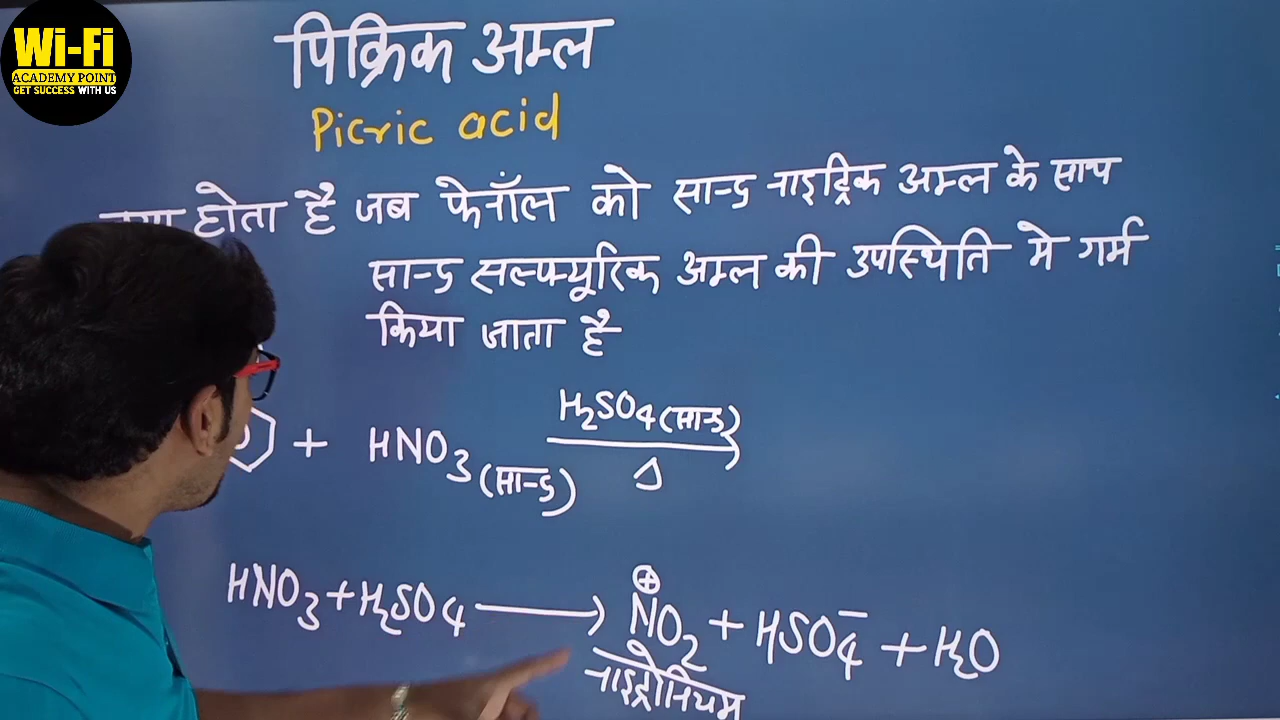 Wi-Fi
ACADEMY POINT
GET SUCCESS WITH US
पिक्रिक अम्ल
Picric acid
होता है जब फेनॉल को सान्द्र नाइट्रिक अम्ल के साथ
सान्द्र सल्फ्यूरिक अम्ल की उपस्थिति मे गर्म
किया जाता है
+ HNO₃(सान्द्र) H₂SO₄(सान्द्र)
Δ
HNO₃+H₂SO₄ ⟶ N⊕O₂ + HSO₄⁻ + H₂O
नाइट्रोनियम